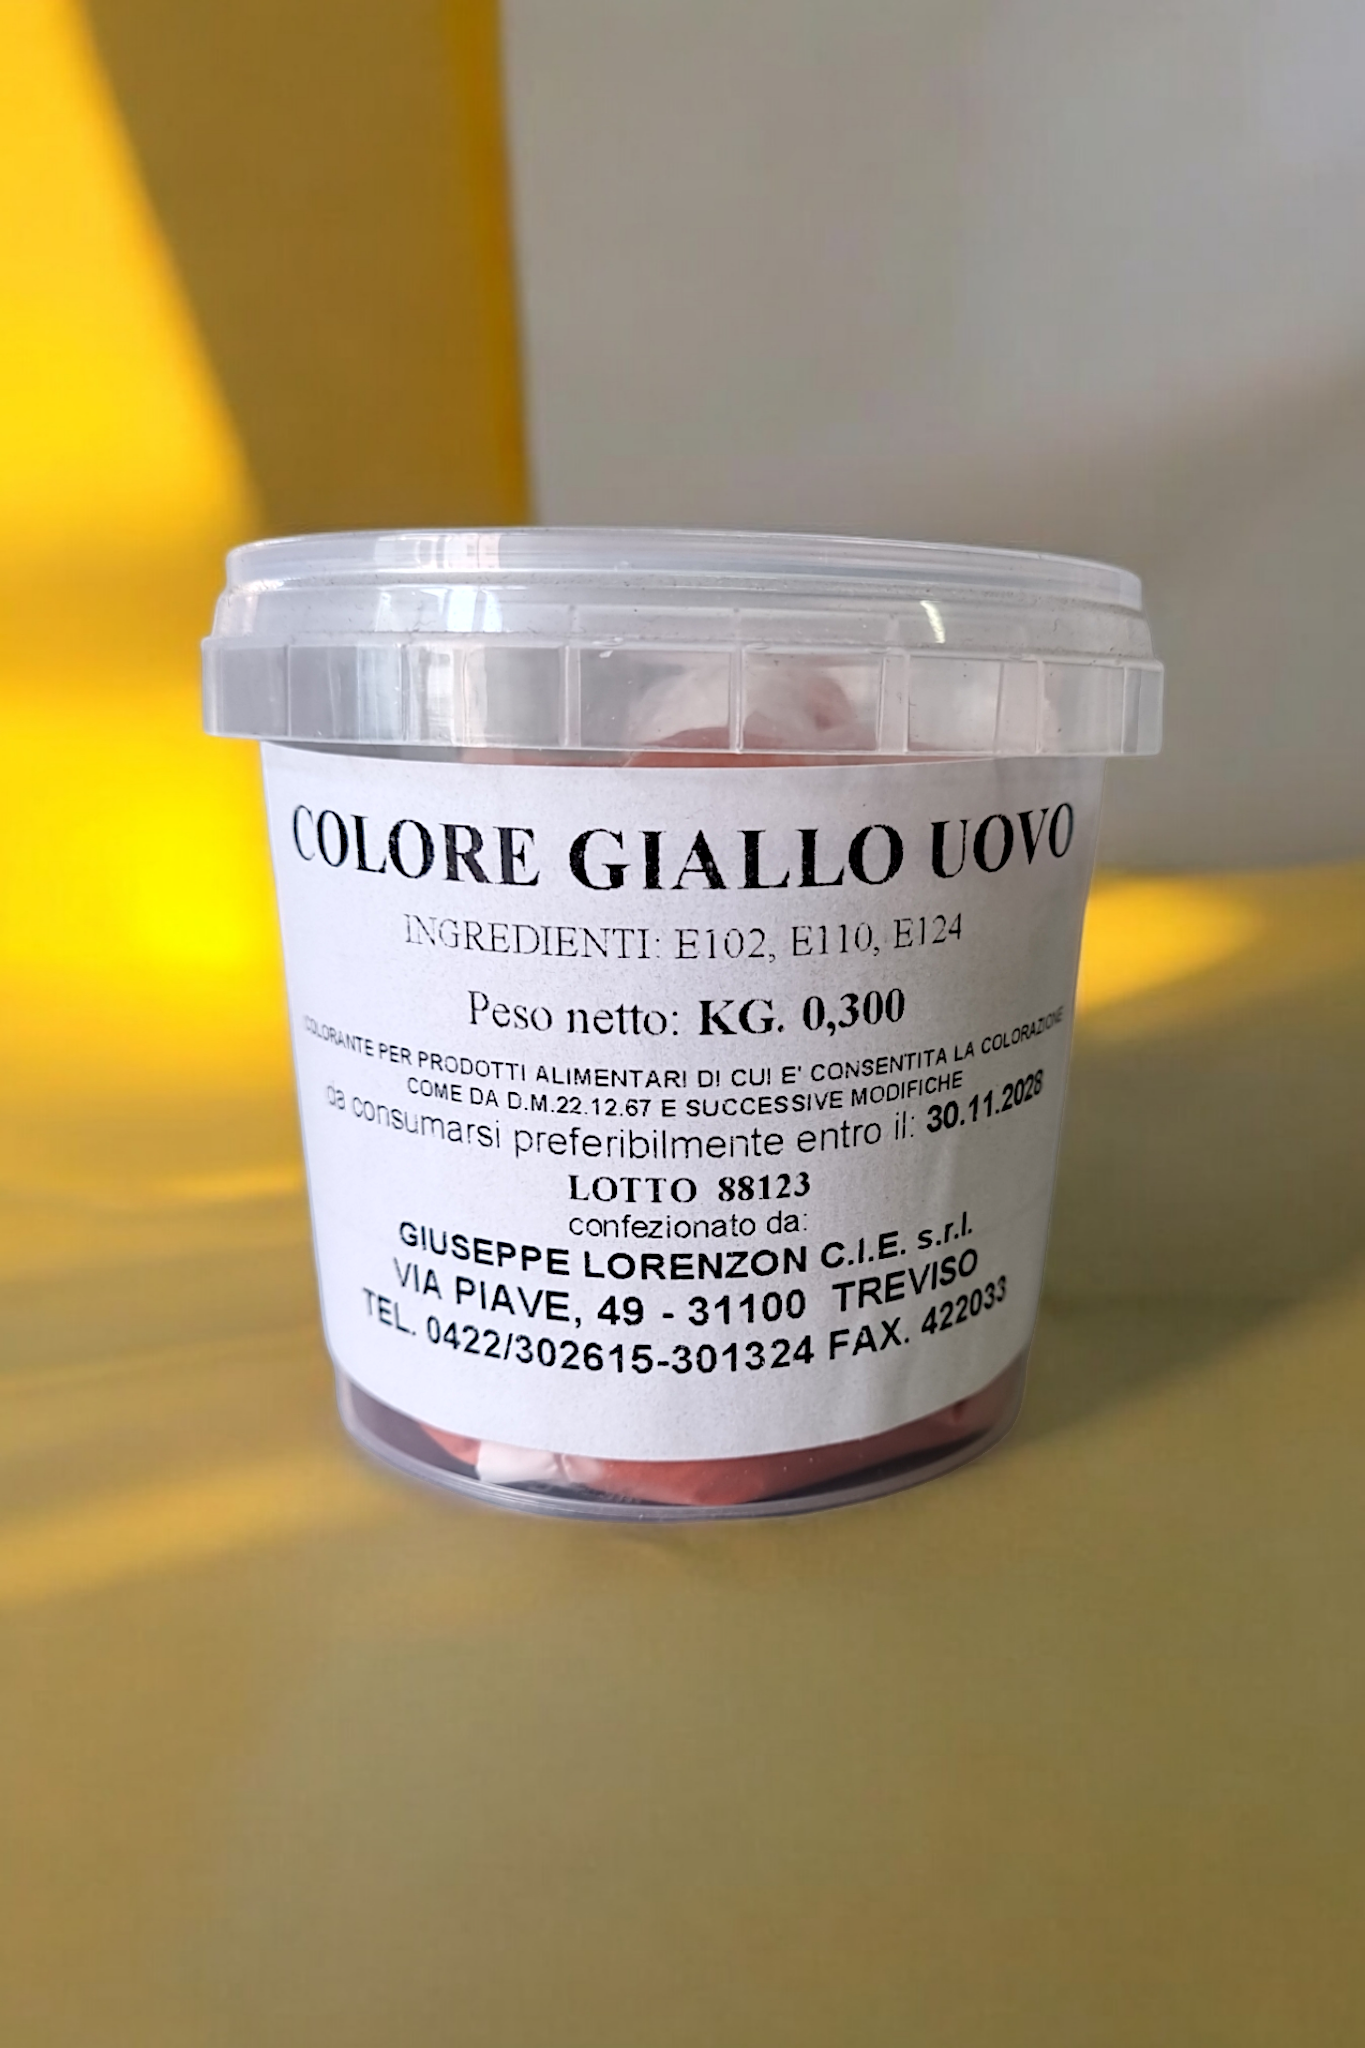 COLORE GIALLO UOVO
INGREDIENTI: E102, E110, E124
Peso netto: KG. 0,300
COLORANTE PER PRODOTTI ALIMENTARI DI CUI E' CONSENTITA LA COLORAZIONE
COME DA D.M.22.12.67 E SUCCESSIVE MODIFICHE
da consumarsi preferibilmente entro il: 30.11.2028
LOTTO 88123
confezionato da:
GIUSEPPE LORENZON C.I.E. s.r.l.
VIA PIAVE, 49 - 31100 TREVISO
TEL. 0422/302615-301324 FAX. 422033